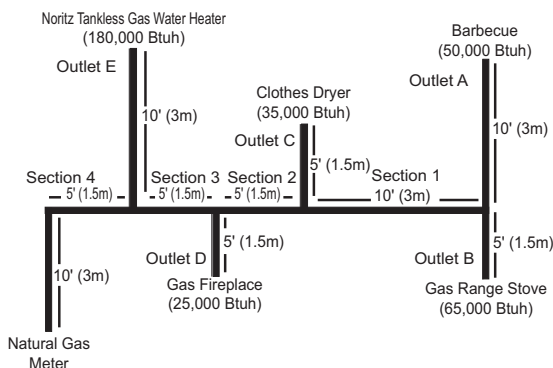 Noritz Tankless Gas Water Heater
(180,000 Btuh)
Outlet E
10' (3m)
Barbecue
(50,000 Btuh)
Outlet A
10' (3m)
Clothes Dryer
(35,000 Btuh)
Outlet C
5' (1.5m)
Section 4
5' (1.5m)
Section 3
5' (1.5m)
Section 2
5' (1.5m)
Section 1
10' (3m)
10' (3m)
Natural Gas
Meter
Outlet D
5' (1.5m)
Gas Fireplace
(25,000 Btuh)
Outlet B
5' (1.5m)
Gas Range Stove
(65,000 Btuh)